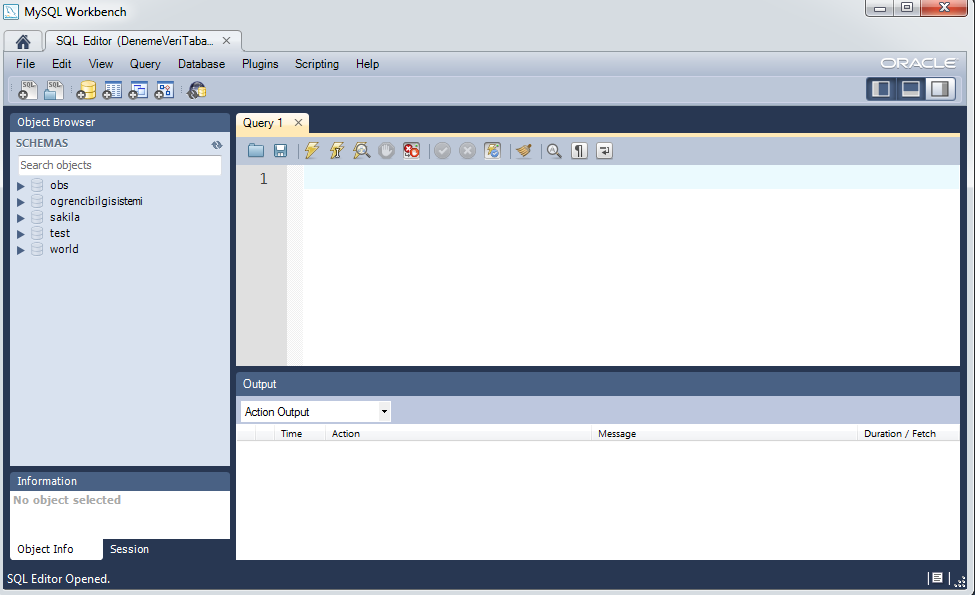 MySQL Workbench
SQL Editor (DenemeVeriTaba...
File Edit View Query Database Plugins Scripting Help
ORACLE
SQL SQL
Object Browser
SCHEMAS
Search objects
obs
ogrencibilgisistemi
sakila
test
world
Information
No object selected
Object Info Session
Query 1
1
Output
Action Output
Time Action Message Duration / Fetch
SQL Editor Opened.